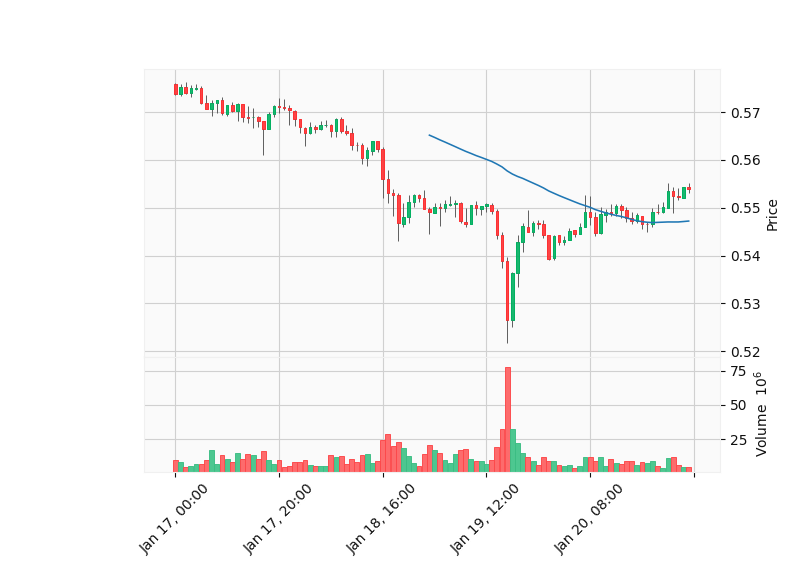 0.57
0.56
0.55
0.54
0.53
0.52
Price
75
50
25
Volume 10^6
Jan 17, 00:00
Jan 17, 20:00
Jan 18, 16:00
Jan 19, 12:00
Jan 20, 08:00